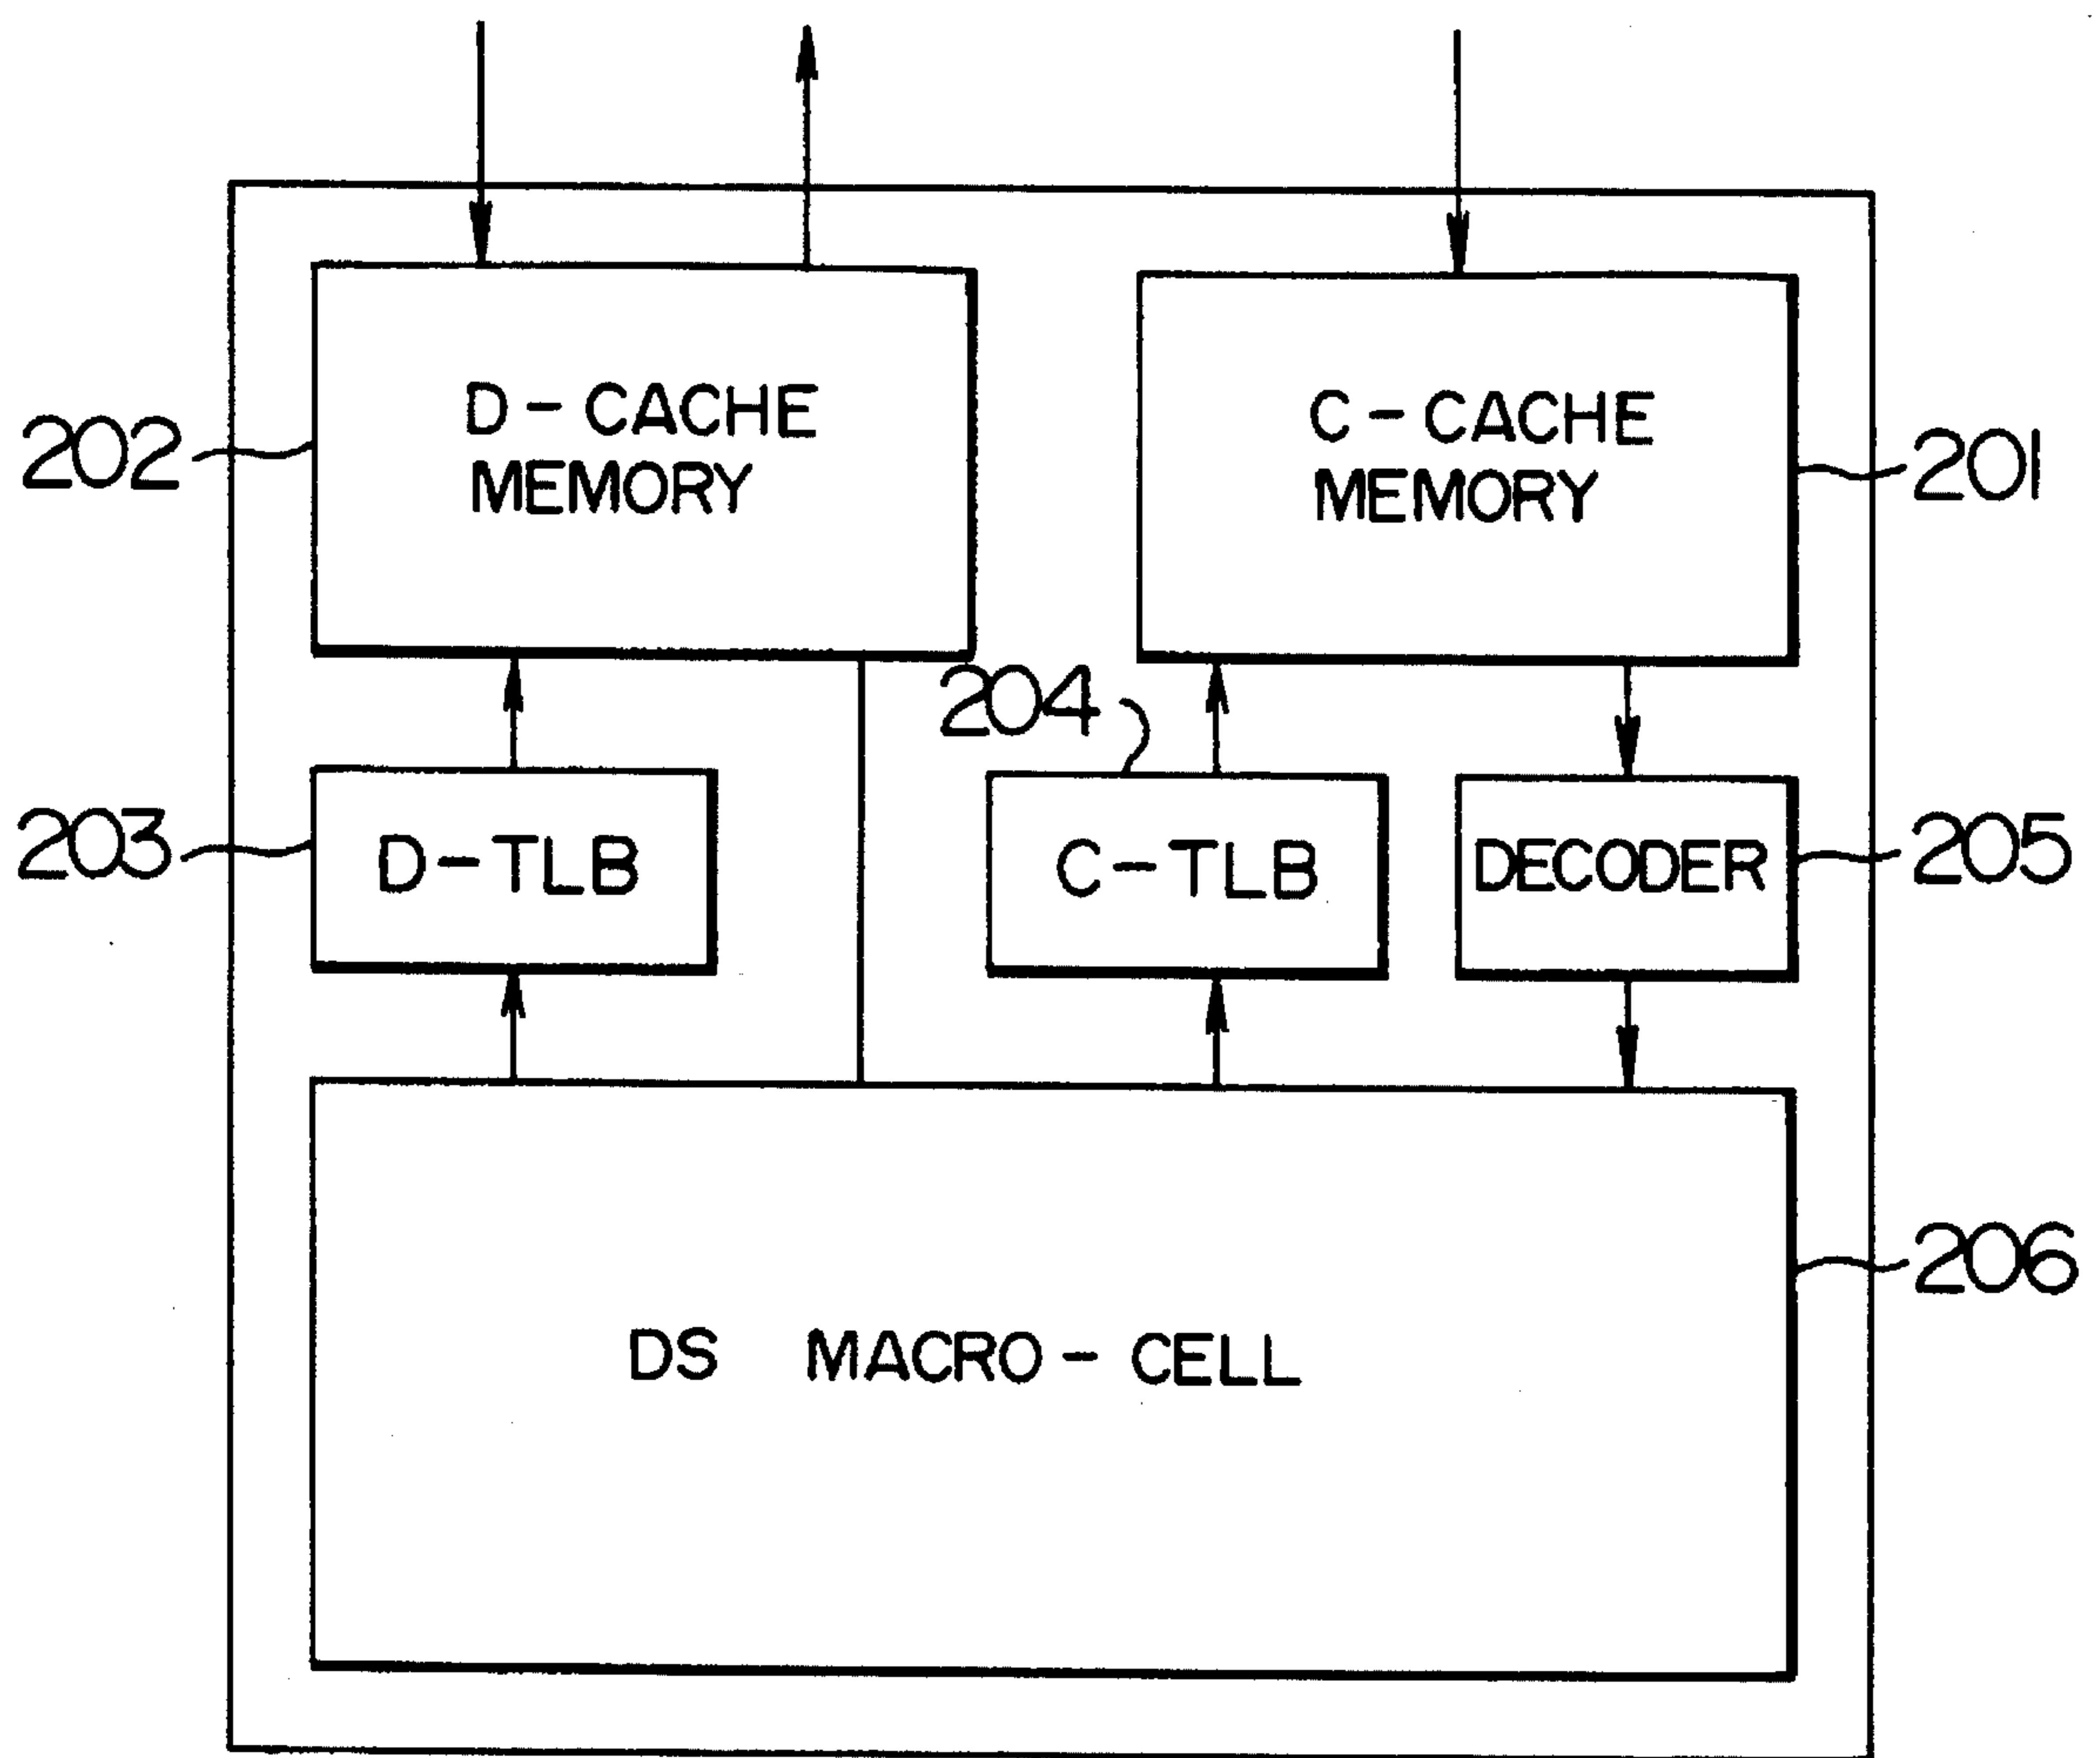 D-CACHE
MEMORY
C-CACHE
MEMORY
202
201
204
203
D-TLB
C-TLB
DECODER
205
206
DS MACRO-CELL